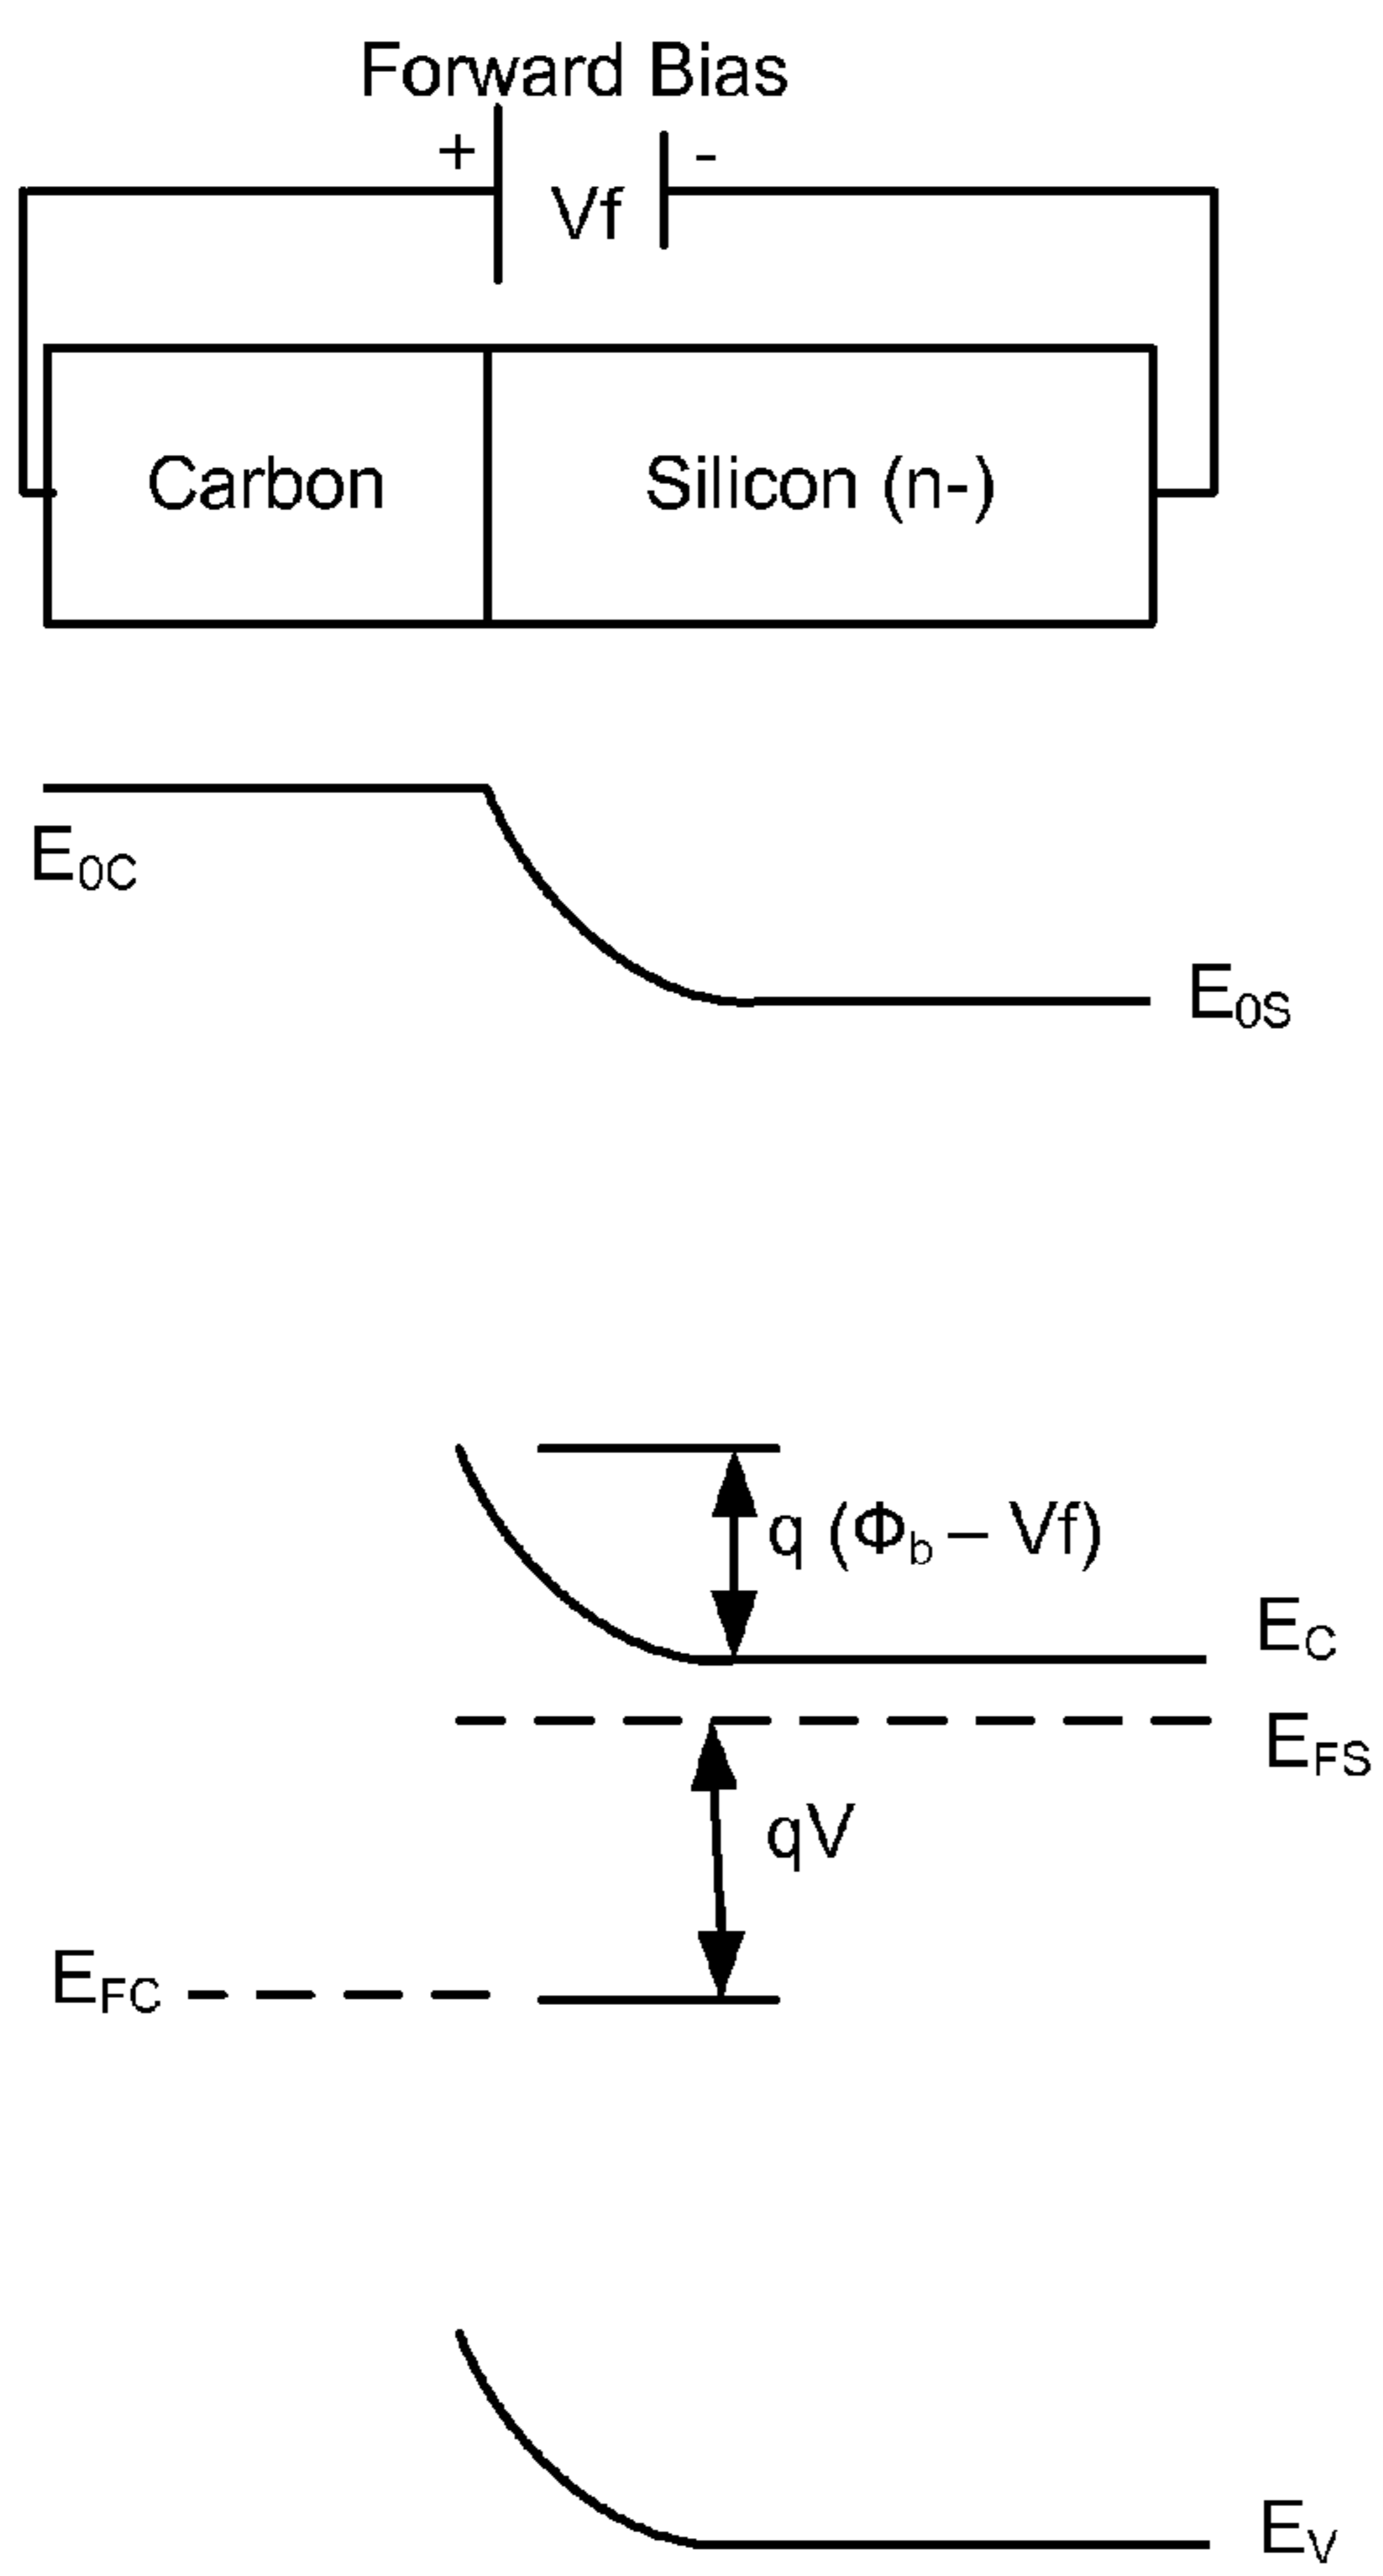 Forward Bias
+ Vf -
Carbon Silicon (n-)
E0C
E0S
q (Φb – Vf)
EC
EFS
qV
EFC
EV